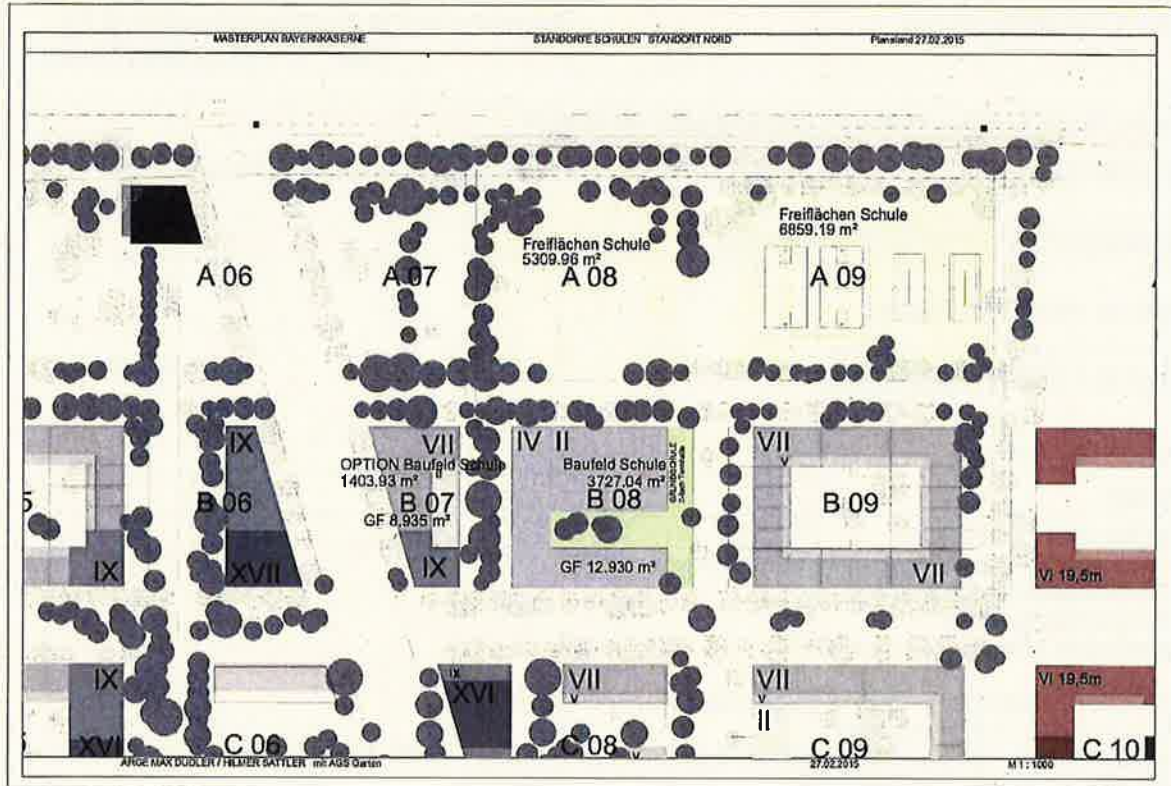 MASTERPLAN BAYERNKASERNE
STANDORTE SCHULEN STANDORT NORD
Planstand 27.02.2015
Freiflächen Schule
5309.96 m²
Freiflächen Schule
6859.19 m²
A 06
A 07
A 08
A 09
IX
VII
IV II
VII
V
OPTION Baufeld Schule
II
1403.93 m²
Baufeld Schule
3727.04 m²
GRUNDSCHULE
B 06
B 07
B 08
B 09
GF 8.935 m²
GF 12.930 m²
IX
XVII
IX
VII
VI 19,5m
IX
IX
XVI
VII
V
VII
V
II
VI 19,5m
XVI
C 06
C 08
V
C 09
C 10
ARGE MAX DUDLER / HILMER SATTLER mit AGS Garten
27.02.2015
M 1 : 1000